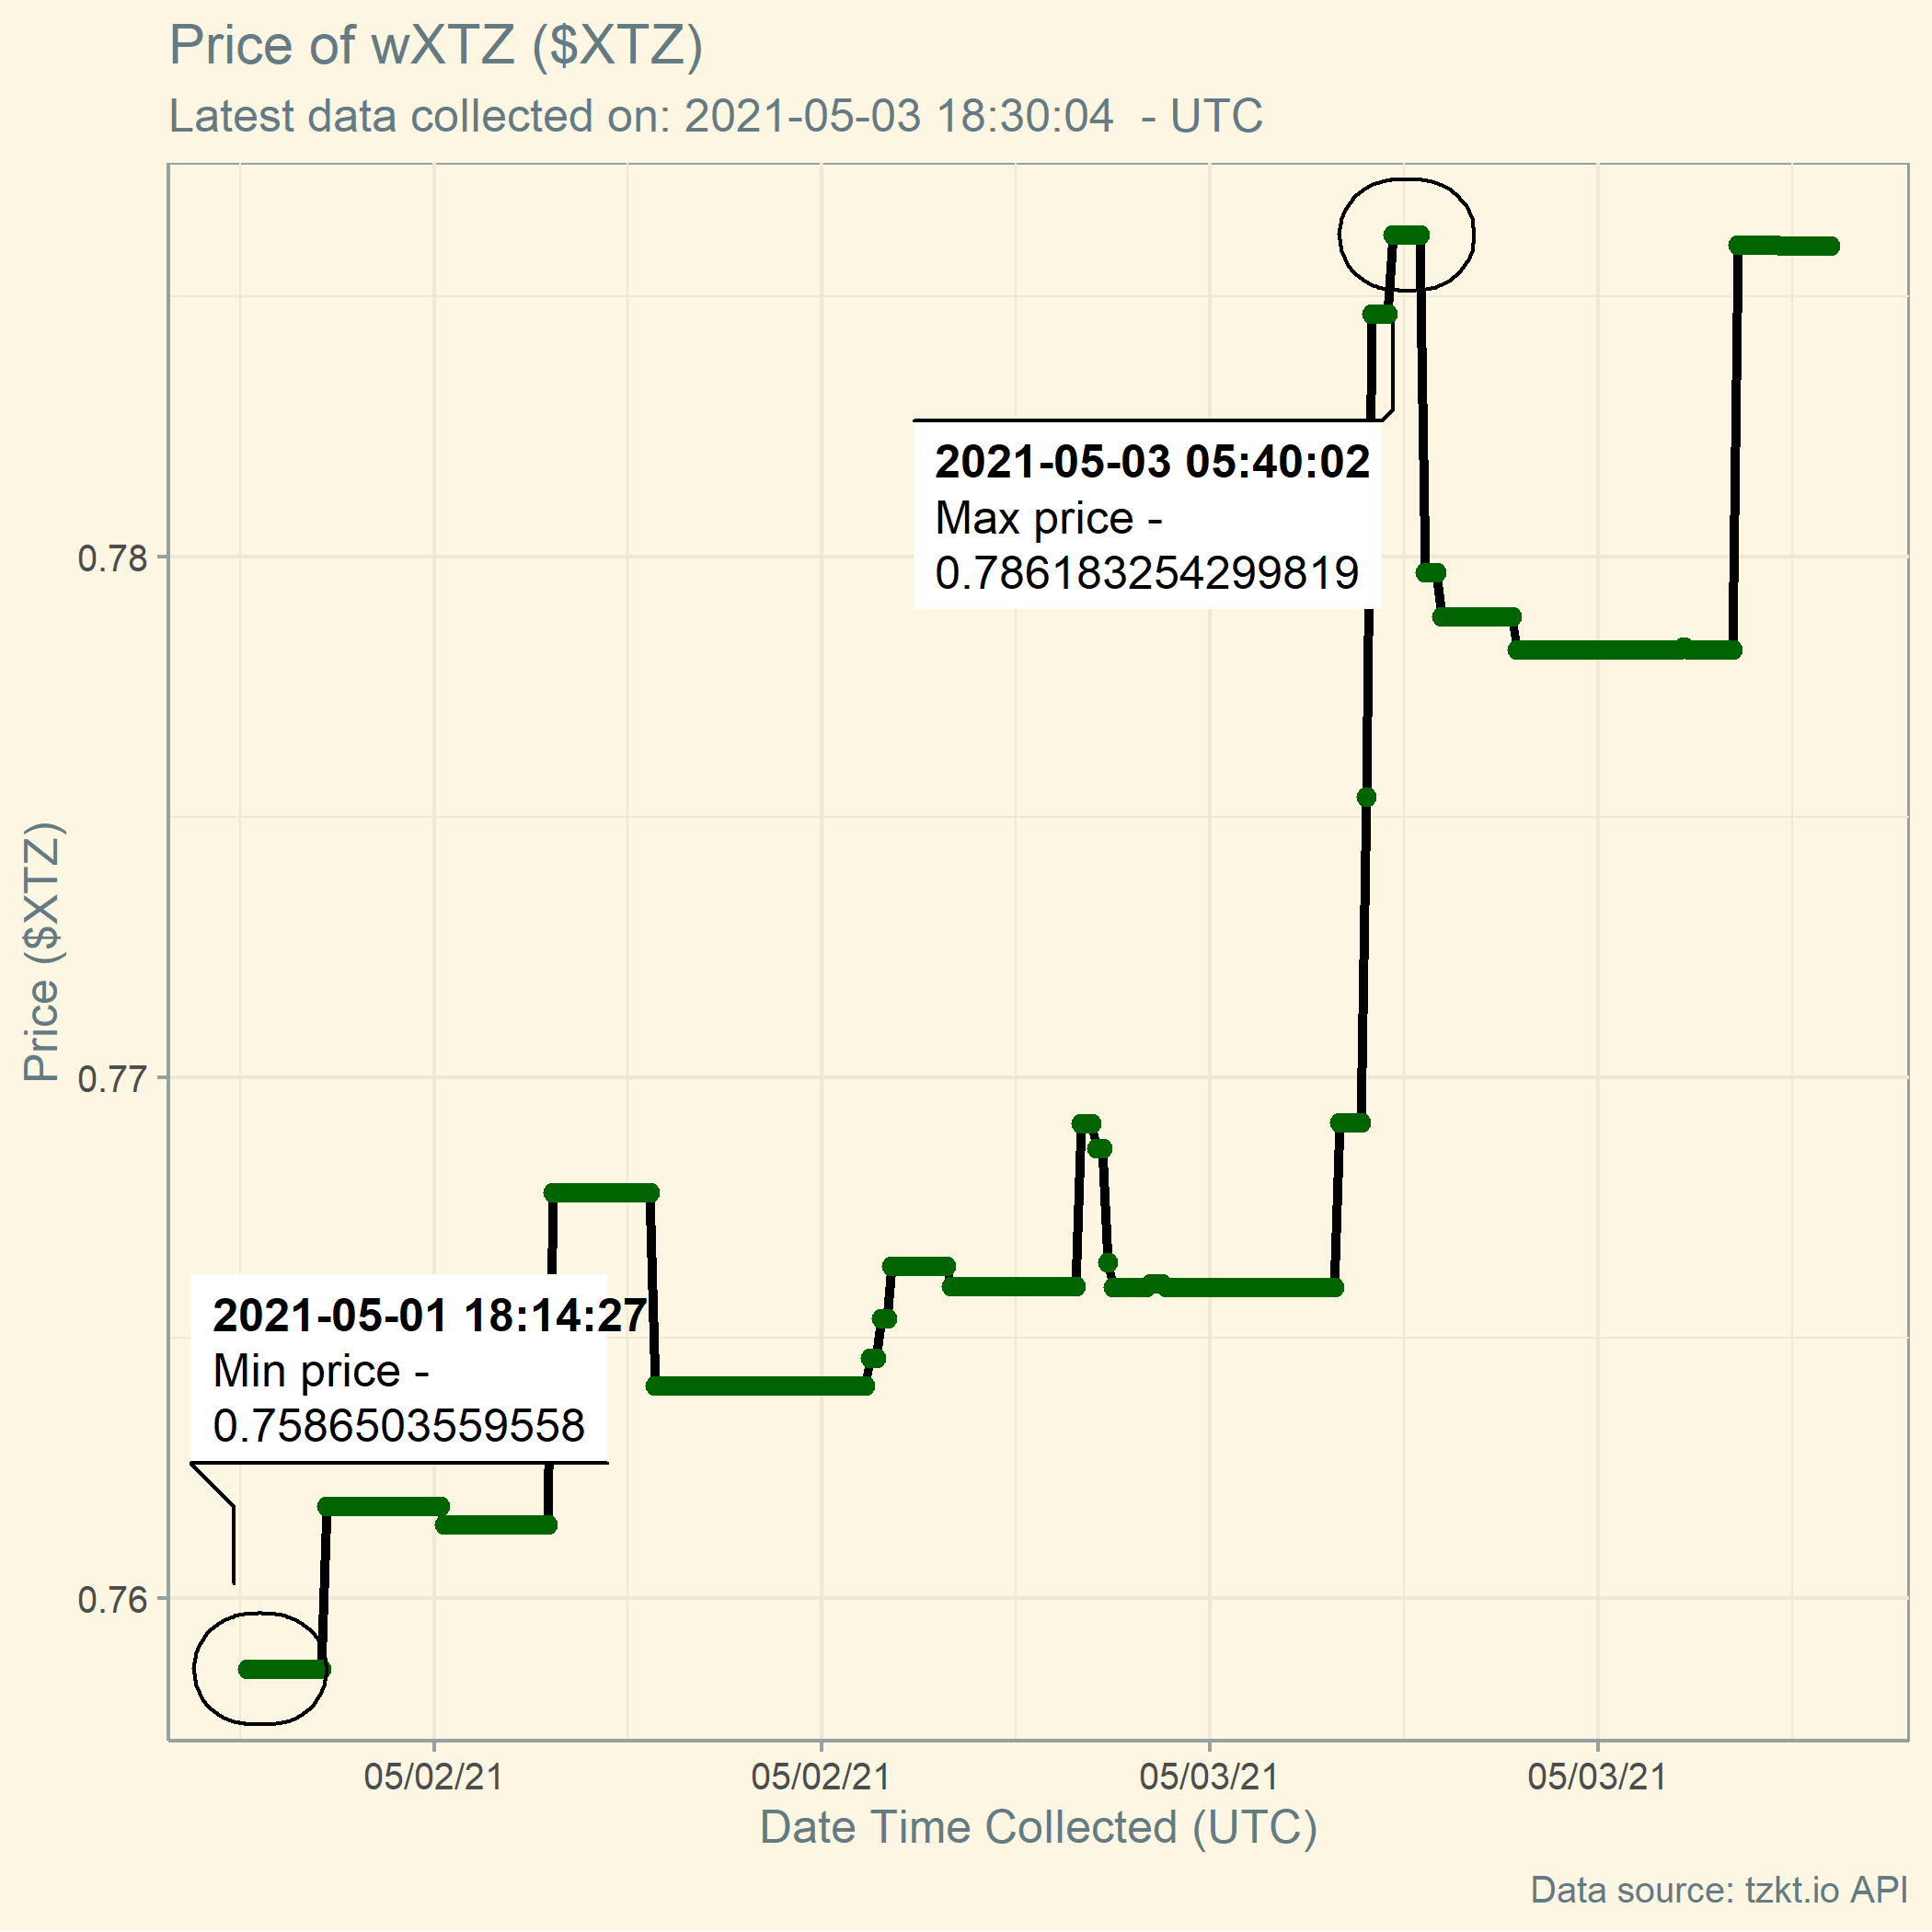 Price of wXTZ ($XTZ)
Latest data collected on: 2021-05-03 18:30:04  - UTC
2021-05-03 05:40:02
Max price -
0.786183254299819
0.78
Price ($XTZ)
0.77
2021-05-01 18:14:27
Min price -
0.7586503559558
0.76
05/02/21 05/02/21 05/03/21 05/03/21
Date Time Collected (UTC)
Data source: tzkt.io API